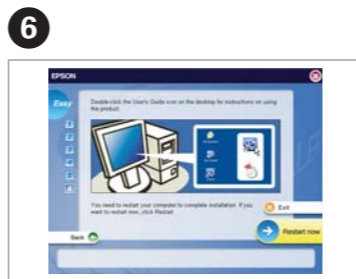 6
EPSON
Easy
Double-click the User's Guide icon on the desktop for instructions on using
the product.
You need to restart your computer to complete installation. If you
want to restart now, click Restart
Exit
Back
Restart now